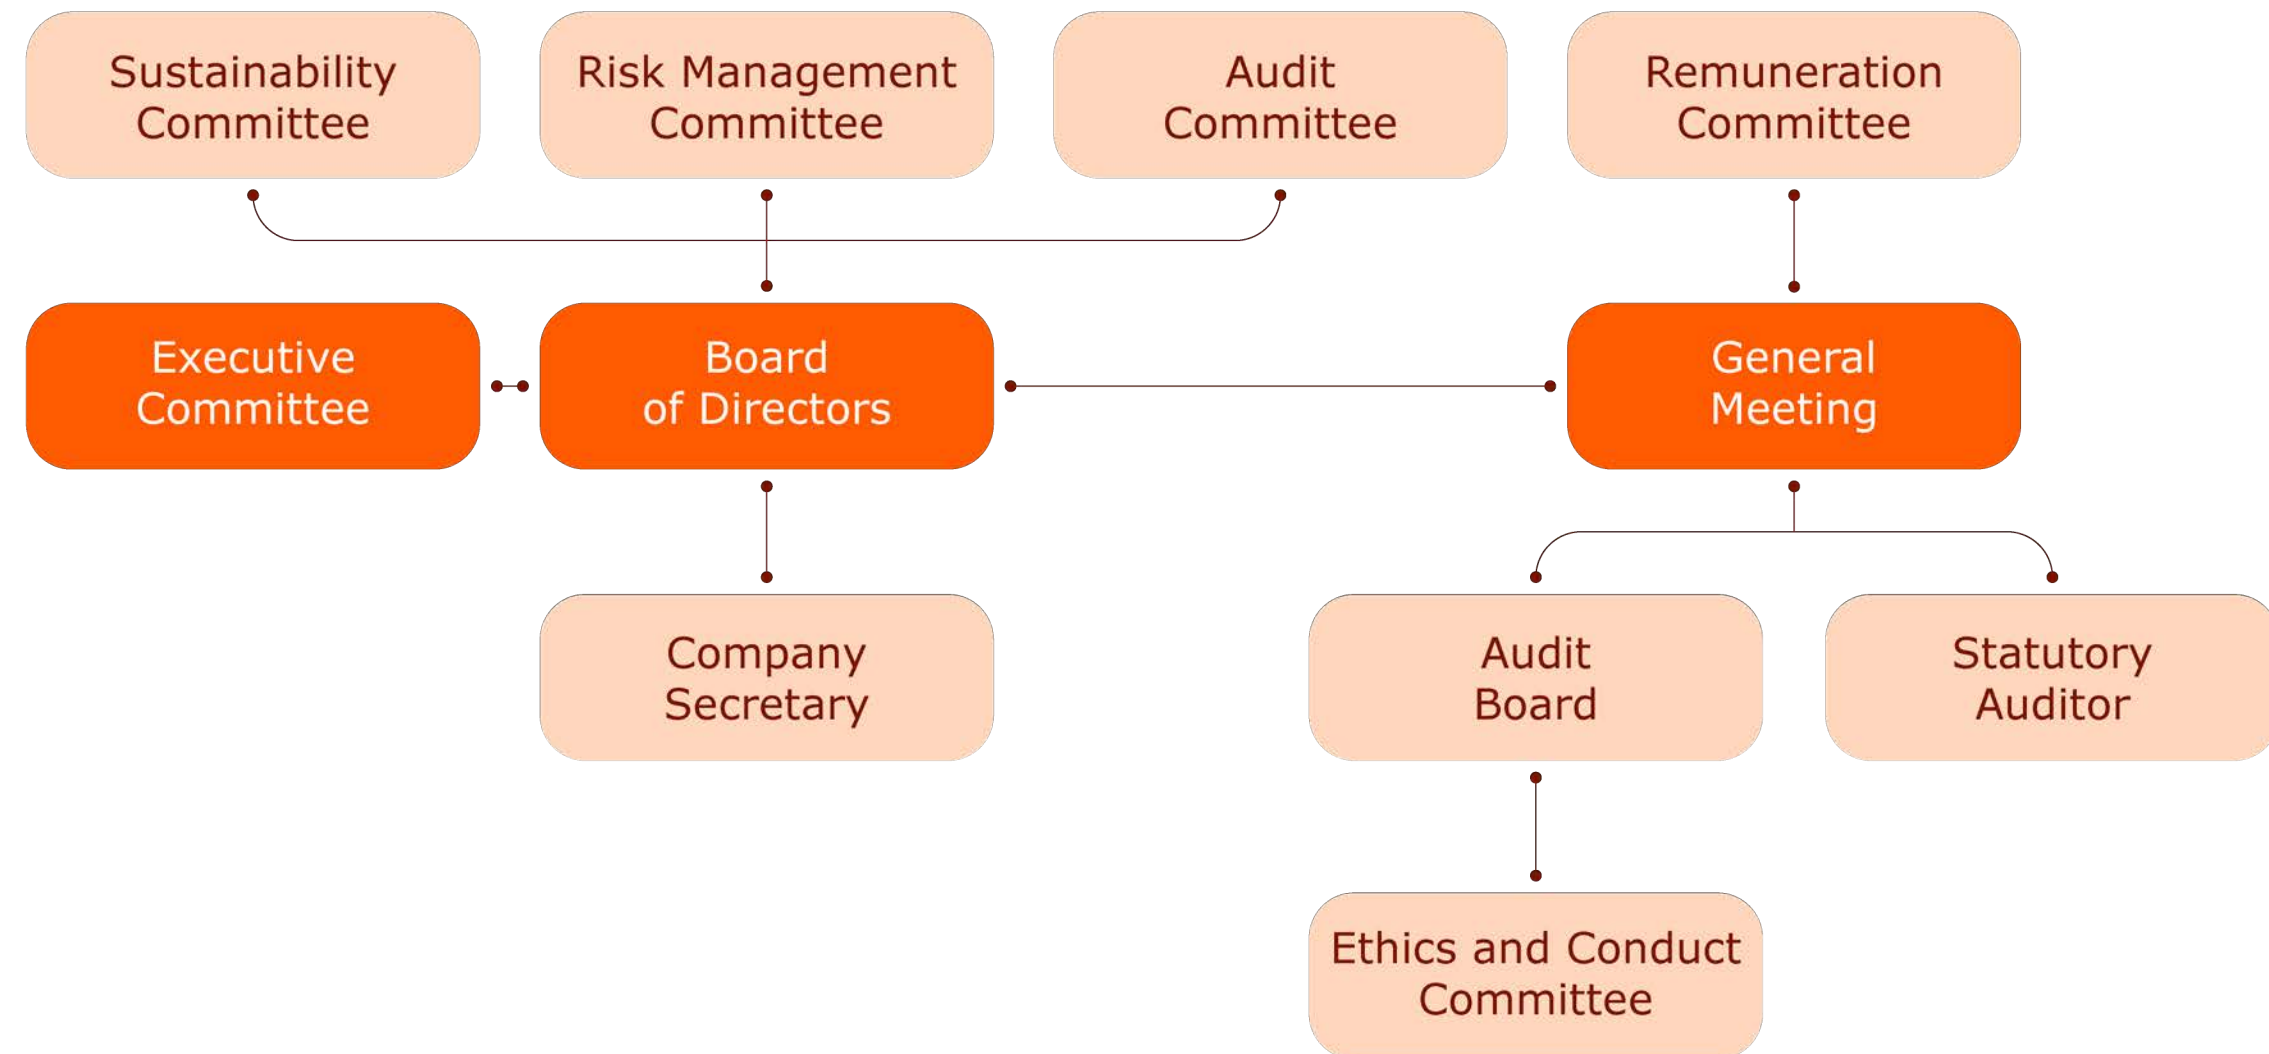 Sustainability
Committee
Risk Management
Committee
Audit
Committee
Remuneration
Committee
Executive
Committee
Board
of Directors
General
Meeting
Company
Secretary
Audit
Board
Statutory
Auditor
Ethics and Conduct
Committee